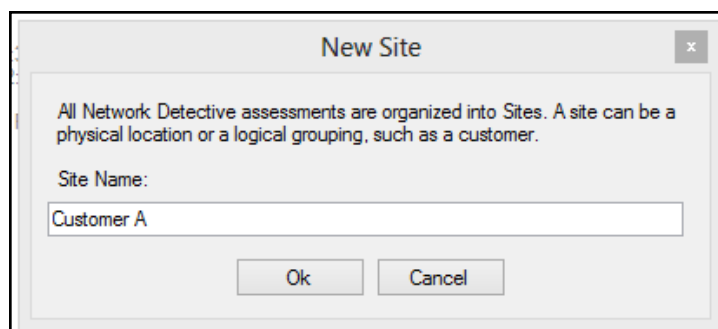 New Site
x
All Network Detective assessments are organized into Sites. A site can be a
physical location or a logical grouping, such as a customer.
Site Name:
Customer A
Ok Cancel